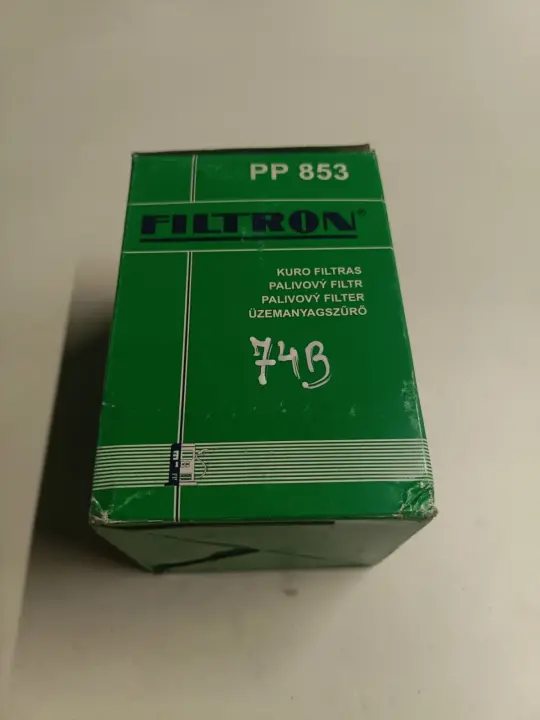 PP 853
FILTRON®
KURO FILTRAS
PALIVOVÝ FILTR
PALIVOVÝ FILTER
ÜZEMANYAGSZŰRŐ
74B